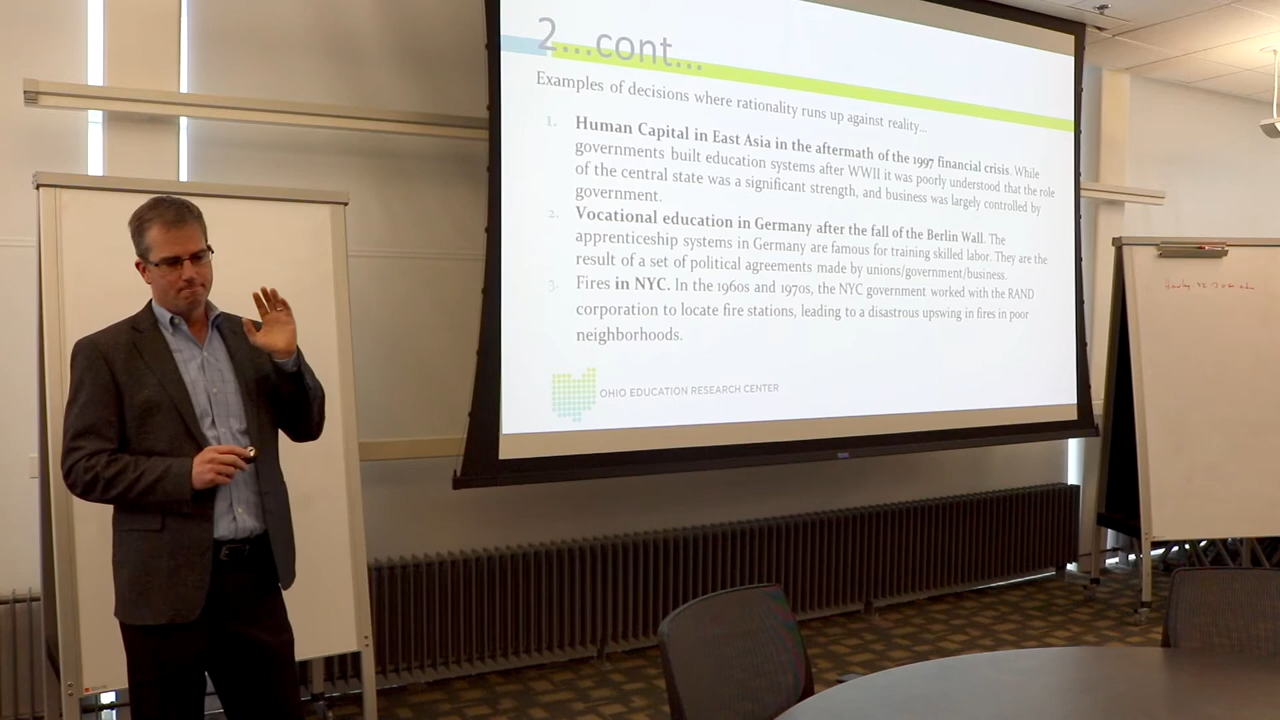 2...cont...
Examples of decisions where rationality runs up against reality...
1. Human Capital in East Asia in the aftermath of the 1997 financial crisis. While
governments built education systems after WWII it was poorly understood that the role
of the central state was a significant strength, and business was largely controlled by
government.
2. Vocational education in Germany after the fall of the Berlin Wall. The
apprenticeship systems in Germany are famous for training skilled labor. They are the
result of a set of political agreements made by unions/government/business.
3. Fires in NYC. In the 1960s and 1970s, the NYC government worked with the RAND
corporation to locate fire stations, leading to a disastrous upswing in fires in poor
neighborhoods.
OHIO EDUCATION RESEARCH CENTER